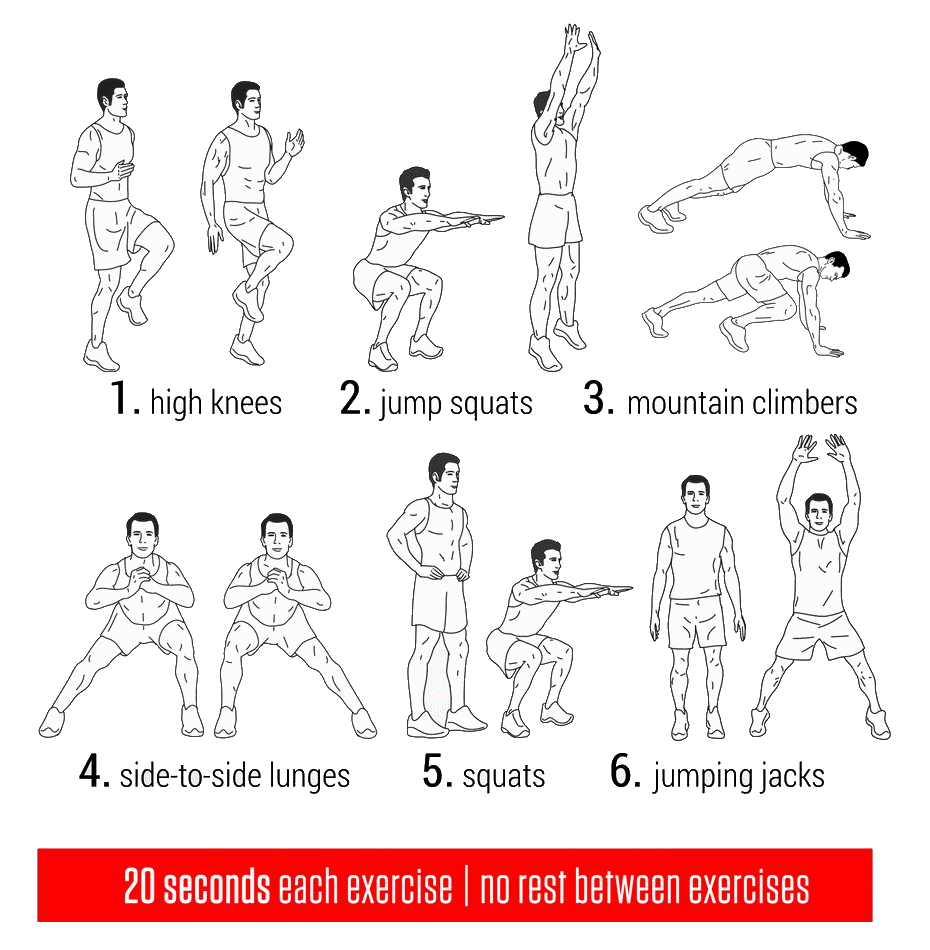 1. high knees
2. jump squats
3. mountain climbers
4. side-to-side lunges
5. squats
6. jumping jacks
20 seconds each exercise | no rest between exercises